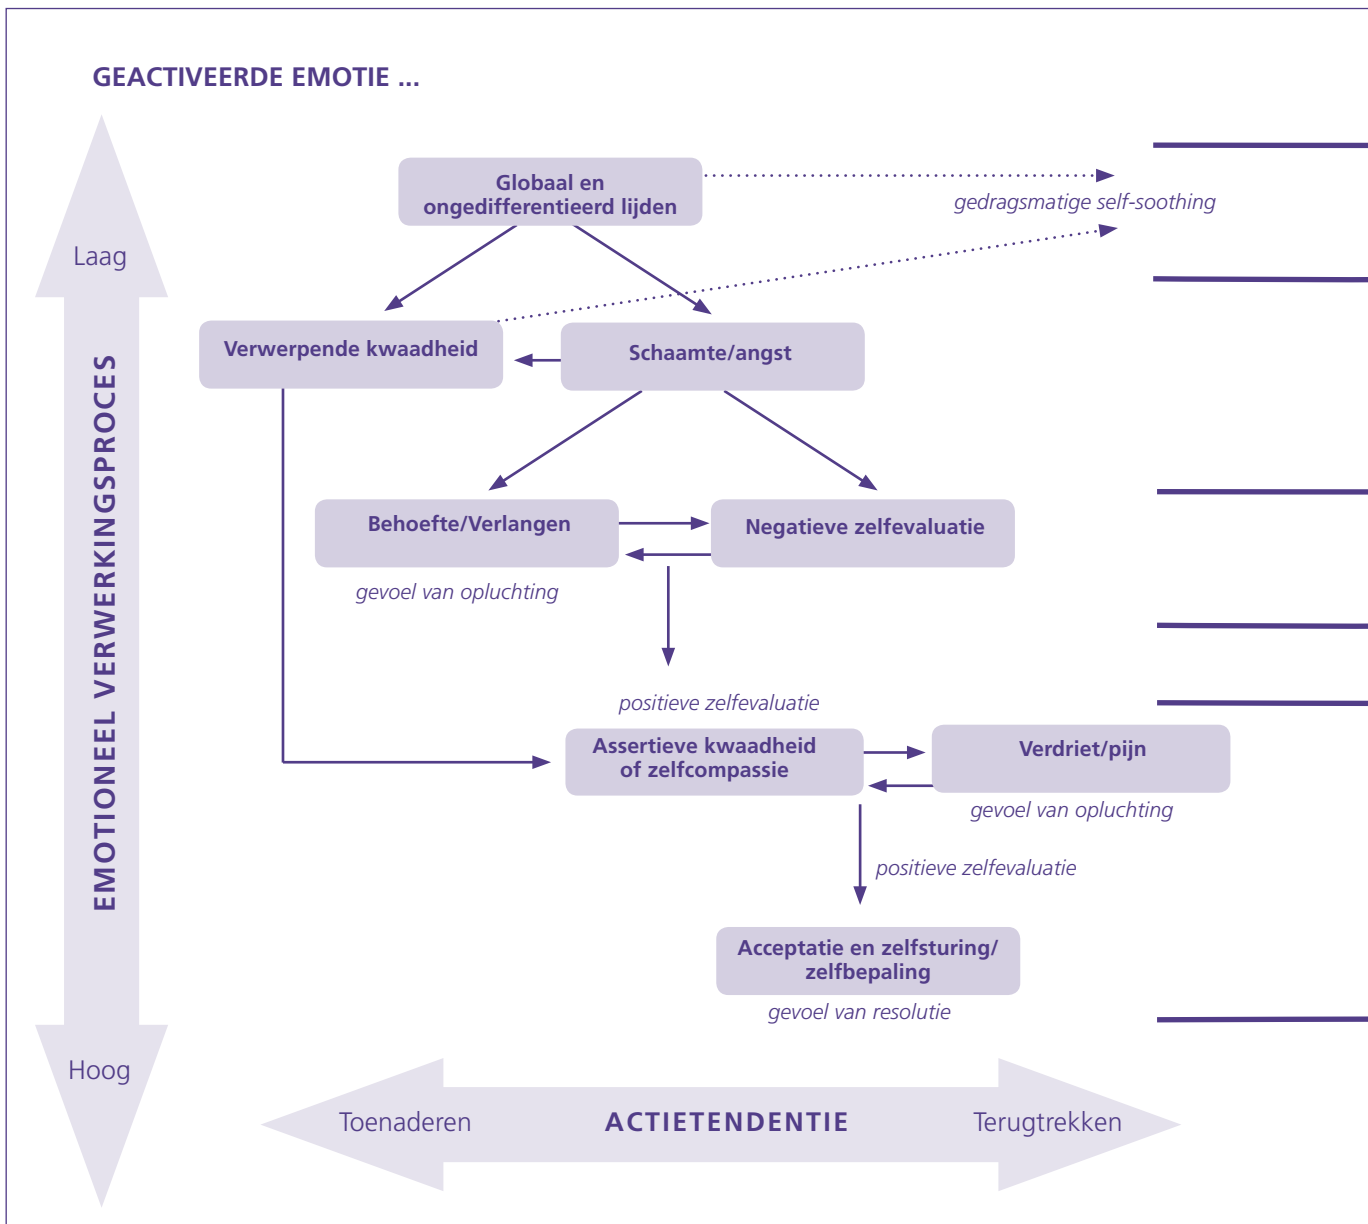 GEACTIVEERDE EMOTIE ...
Globaal en
ongedifferentieerd lijden
gedragsmatige self-soothing
Laag
Verwerpende kwaadheid
Schaamte/angst
EMOTIONEEL VERWERKINGSPROCES
Behoefte/Verlangen
Negatieve zelfevaluatie
gevoel van opluchting
positieve zelfevaluatie
Assertieve kwaadheid
of zelfcompassie
Verdriet/pijn
gevoel van opluchting
positieve zelfevaluatie
Acceptatie en zelfsturing/
zelfbepaling
gevoel van resolutie
Hoog
Toenaderen
ACTIETENDENTIE
Terugtrekken